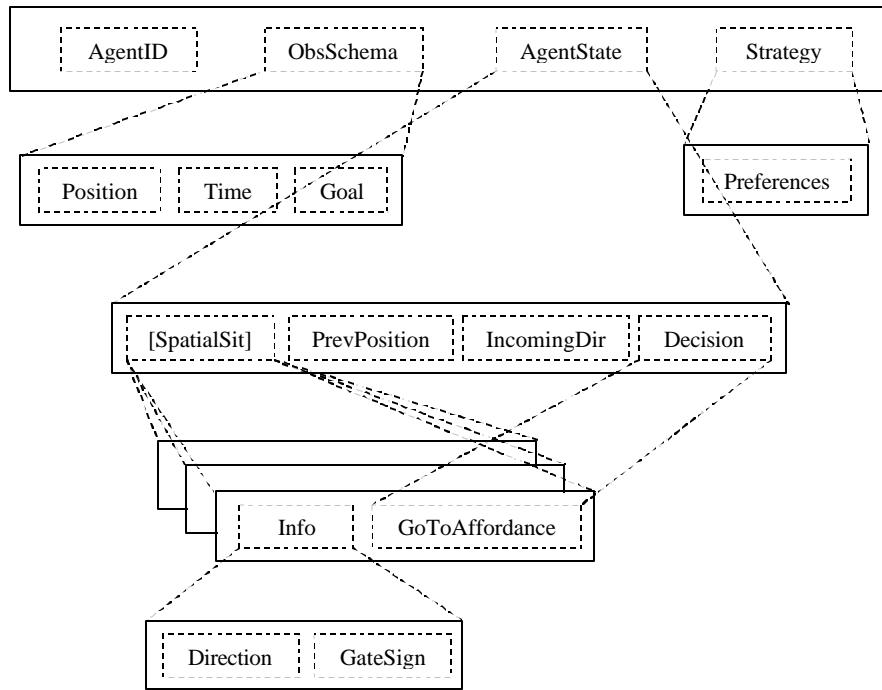 AgentID ObsSchema AgentState Strategy
Position Time Goal Preferences
[SpatialSit] PrevPosition IncomingDir Decision
Info GoToAffordance
Direction GateSign